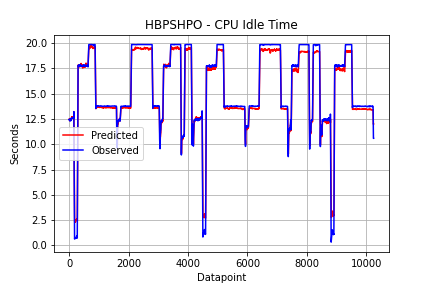 HBPSHPO - CPU Idle Time
20.0
17.5
15.0
12.5
10.0
7.5
5.0
2.5
0.0
Seconds
Predicted
Observed
0 2000 4000 6000 8000 10000
Datapoint